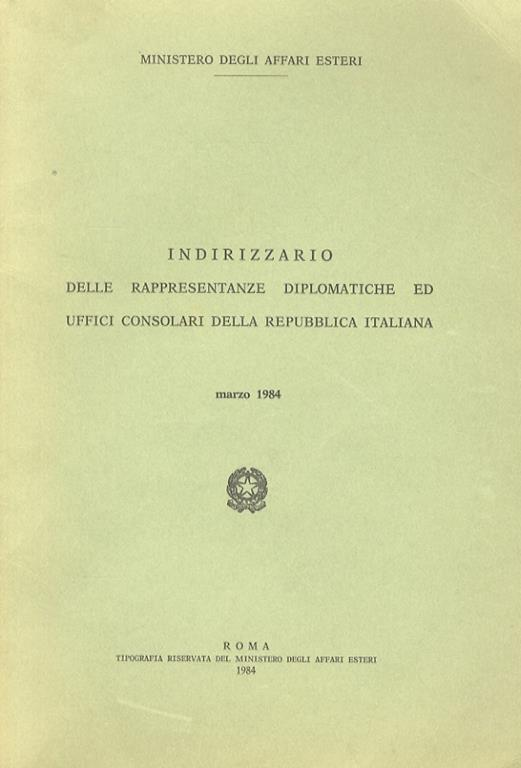 MINISTERO DEGLI AFFARI ESTERI
INDIRIZZARIO
DELLE RAPPRESENTANZE DIPLOMATICHE ED
UFFICI CONSOLARI DELLA REPUBBLICA ITALIANA
marzo 1984
ROMA
TIPOGRAFIA RISERVATA DEL MINISTERO DEGLI AFFARI ESTERI
1984